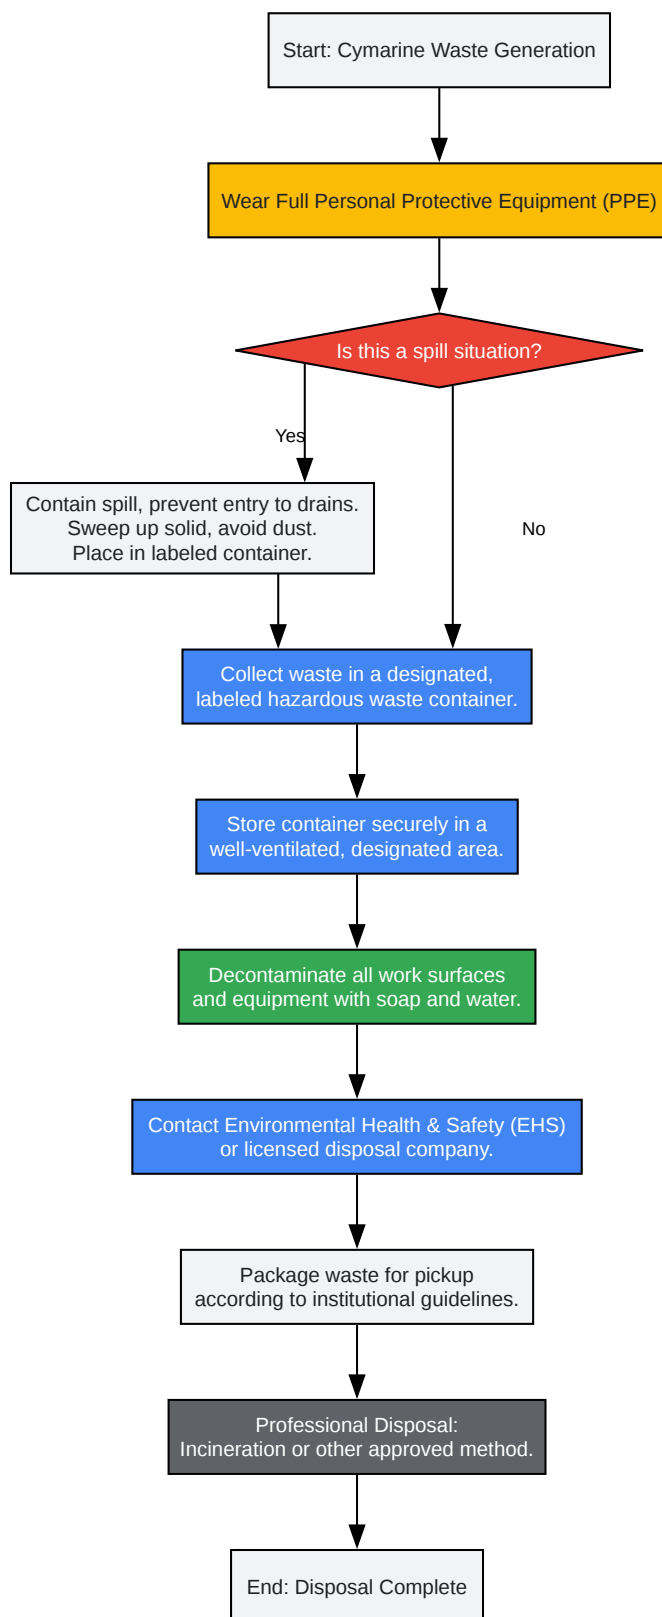 Start: Cymarine Waste Generation
Wear Full Personal Protective Equipment (PPE)
Is this a spill situation?
Yes
Contain spill, prevent entry to drains.
Sweep up solid, avoid dust.
Place in labeled container.
No
Collect waste in a designated,
labeled hazardous waste container.
Store container securely in a
well-ventilated, designated area.
Decontaminate all work surfaces
and equipment with soap and water.
Contact Environmental Health & Safety (EHS)
or licensed disposal company.
Package waste for pickup
according to institutional guidelines.
Professional Disposal:
Incineration or other approved method.
End: Disposal Complete